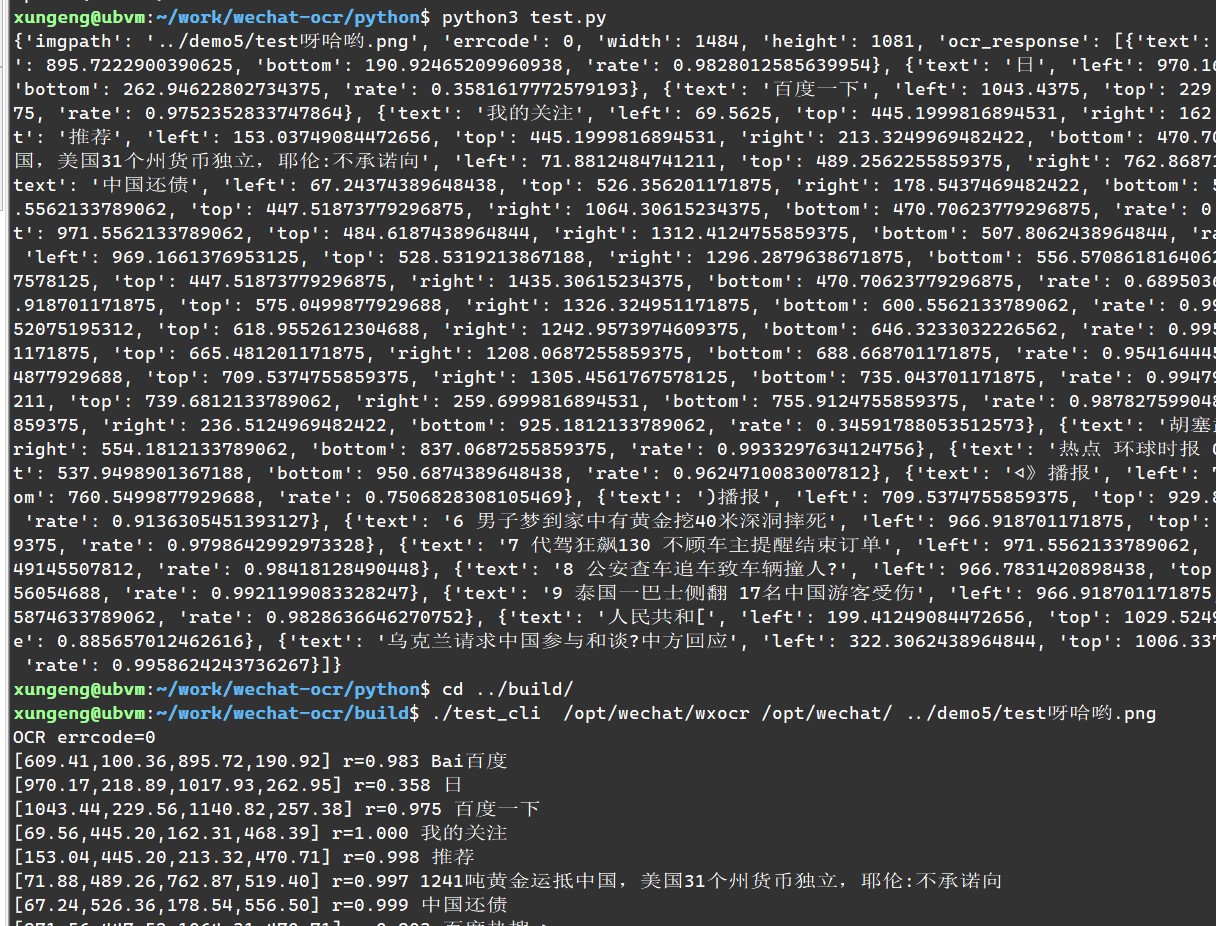 xungeng@ubvm:~/work/wechat-ocr/python$ python3 test.py
{'imgpath': '../demo5/test呀哈哟.png', 'errcode': 0, 'width': 1484, 'height': 1081, 'ocr_response': [{'text':
': 895.7222900390625, 'bottom': 190.92465209960938, 'rate': 0.9828012585639954}, {'text': '日', 'left': 970.16
'bottom': 262.94622802734375, 'rate': 0.3581617772579193}, {'text': '百度一下', 'left': 1043.4375, 'top': 229
75, 'rate': 0.9752352833747864}, {'text': '我的关注', 'left': 69.5625, 'top': 445.1999816894531, 'right': 162
t': '推荐', 'left': 153.03749084472656, 'top': 445.1999816894531, 'right': 213.3249969482422, 'bottom': 470.70
国，美国31个州货币独立，耶伦:不承诺向', 'left': 71.8812484741211, 'top': 489.2562255859375, 'right': 762.8687
text': '中国还债', 'left': 67.24374389648438, 'top': 526.356201171875, 'right': 178.5437469482422, 'bottom': 5
.5562133789062, 'top': 447.51873779296875, 'right': 1064.30615234375, 'bottom': 470.70623779296875, 'rate': 0
t': 971.5562133789062, 'top': 484.6187438964844, 'right': 1312.4124755859375, 'bottom': 507.8062438964844, 'ra
'left': 969.1661376953125, 'top': 528.5319213867188, 'right': 1296.2879638671875, 'bottom': 556.5708618164062
7578125, 'top': 447.51873779296875, 'right': 1435.30615234375, 'bottom': 470.70623779296875, 'rate': 0.6895036
.918701171875, 'top': 575.0499877929688, 'right': 1326.324951171875, 'bottom': 600.5562133789062, 'rate': 0.99
52075195312, 'top': 618.9552612304688, 'right': 1242.9573974609375, 'bottom': 646.3233032226562, 'rate': 0.995
1171875, 'top': 665.481201171875, 'right': 1208.0687255859375, 'bottom': 688.668701171875, 'rate': 0.954164445
4877929688, 'top': 709.5374755859375, 'right': 1305.4561767578125, 'bottom': 735.043701171875, 'rate': 0.99479
211, 'top': 739.6812133789062, 'right': 259.6999816894531, 'bottom': 755.9124755859375, 'rate': 0.987827599048
859375, 'right': 236.5124969482422, 'bottom': 925.1812133789062, 'rate': 0.34591788053512573}, {'text': '胡塞
right': 554.1812133789062, 'bottom': 837.0687255859375, 'rate': 0.9933297634124756}, {'text': '热点 环球时报
t': 537.9498901367188, 'bottom': 950.6874389648438, 'rate': 0.9624710083007812}, {'text': '⊲》播报', 'left': 7
om': 760.5499877929688, 'rate': 0.7506828308105469}, {'text': ')播报', 'left': 709.5374755859375, 'top': 929.8
'rate': 0.9136305451393127}, {'text': '6 男子梦到家中有黄金挖40米深洞摔死', 'left': 966.918701171875, 'top':
9375, 'rate': 0.9798642992973328}, {'text': '7 代驾狂飙130 不顾车主提醒结束订单', 'left': 971.5562133789062,
49145507812, 'rate': 0.98418128490448}, {'text': '8 公安查车追车致车辆撞人?', 'left': 966.7831420898438, 'top
56054688, 'rate': 0.9921199083328247}, {'text': '9 泰国一巴士侧翻 17名中国游客受伤', 'left': 966.918701171875,
5874633789062, 'rate': 0.9828636646270752}, {'text': '人民共和[', 'left': 199.41249084472656, 'top': 1029.5249
e': 0.885657012462616}, {'text': '乌克兰请求中国参与和谈?中方回应', 'left': 322.3062438964844, 'top': 1006.337
'rate': 0.9958624243736267}]}
xungeng@ubvm:~/work/wechat-ocr/python$ cd ../build/
xungeng@ubvm:~/work/wechat-ocr/build$ ./test_cli  /opt/wechat/wxocr /opt/wechat/ ../demo5/test呀哈哟.png
OCR errcode=0
[609.41,100.36,895.72,190.92] r=0.983 Bai百度
[970.17,218.89,1017.93,262.95] r=0.358 日
[1043.44,229.56,1140.82,257.38] r=0.975 百度一下
[69.56,445.20,162.31,468.39] r=1.000 我的关注
[153.04,445.20,213.32,470.71] r=0.998 推荐
[71.88,489.26,762.87,519.40] r=0.997 1241吨黄金运抵中国，美国31个州货币独立，耶伦:不承诺向
[67.24,526.36,178.54,556.50] r=0.999 中国还债